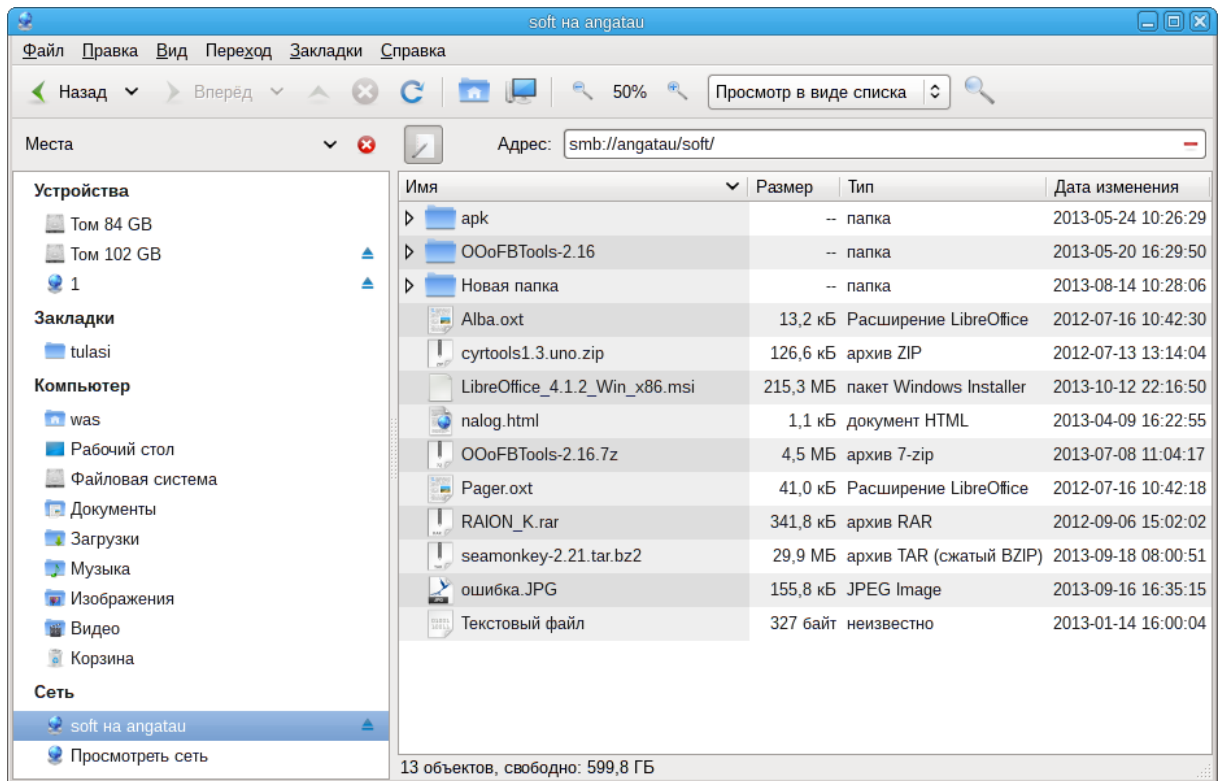 soft на angatau
Файл Правка Вид Переход Закладки Справка
Назад Вперёд 50% Просмотр в виде списка
Места Адрес: smb://angatau/soft/
Устройства
Том 84 GB
Том 102 GB
1
Закладки
tulasi
Компьютер
was
Рабочий стол
Файловая система
Документы
Загрузки
Музыка
Изображения
Видео
Корзина
Сеть
soft на angatau
Просмотреть сеть
Имя Размер Тип Дата изменения
apk -- папка 2013-05-24 10:26:29
OOoFBTools-2.16 -- папка 2013-05-20 16:29:50
Новая папка -- папка 2013-08-14 10:28:06
Alba.oxt 13,2 кБ Расширение LibreOffice 2012-07-16 10:42:30
cyrtools1.3.uno.zip 126,6 кБ архив ZIP 2012-07-13 13:14:04
LibreOffice_4.1.2_Win_x86.msi 215,3 МБ пакет Windows Installer 2013-10-12 22:16:50
nalog.html 1,1 кБ документ HTML 2013-04-09 16:22:55
OOoFBTools-2.16.7z 4,5 МБ архив 7-zip 2013-07-08 11:04:17
Pager.oxt 41,0 кБ Расширение LibreOffice 2012-07-16 10:42:18
RAION_K.rar 341,8 кБ архив RAR 2012-09-06 15:02:02
seamonkey-2.21.tar.bz2 29,9 МБ архив TAR (сжатый BZIP) 2013-09-18 08:00:51
ошибка.JPG 155,8 кБ JPEG Image 2013-09-16 16:35:15
Текстовый файл 327 байт неизвестно 2013-01-14 16:00:04
13 объектов, свободно: 599,8 ГБ